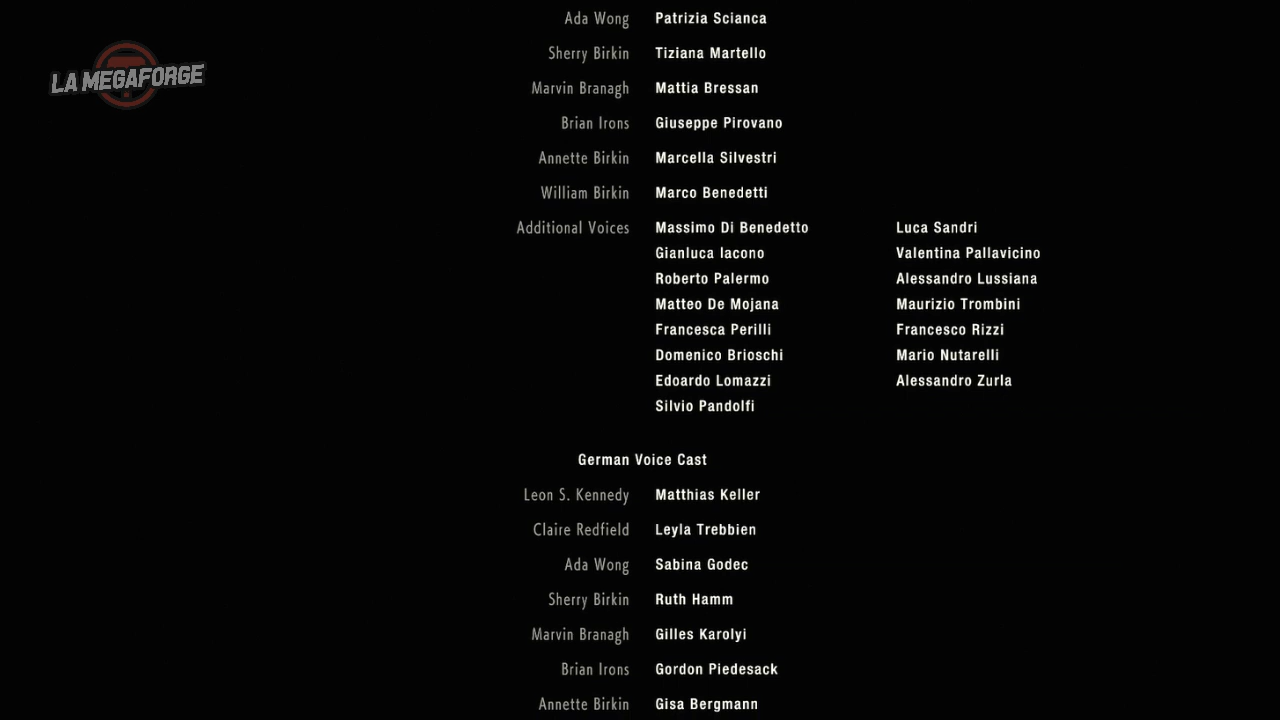 Ada Wong Patrizia Scianca
LA MEGAFORGE
Sherry Birkin Tiziana Martello
Marvin Branagh Mattia Bressan
Brian Irons Giuseppe Pirovano
Annette Birkin Marcella Silvestri
William Birkin Marco Benedetti
Additional Voices Massimo Di Benedetto Luca Sandri
Gianluca Iacono Valentina Pallavicino
Roberto Palermo Alessandro Lussiana
Matteo De Mojana Maurizio Trombini
Francesca Perilli Francesco Rizzi
Domenico Brioschi Mario Nutarelli
Edoardo Lomazzi Alessandro Zurla
Silvio Pandolfi
German Voice Cast
Leon S. Kennedy Matthias Keller
Claire Redfield Leyla Trebbien
Ada Wong Sabina Godec
Sherry Birkin Ruth Hamm
Marvin Branagh Gilles Karolyi
Brian Irons Gordon Piedesack
Annette Birkin Gisa Bergmann